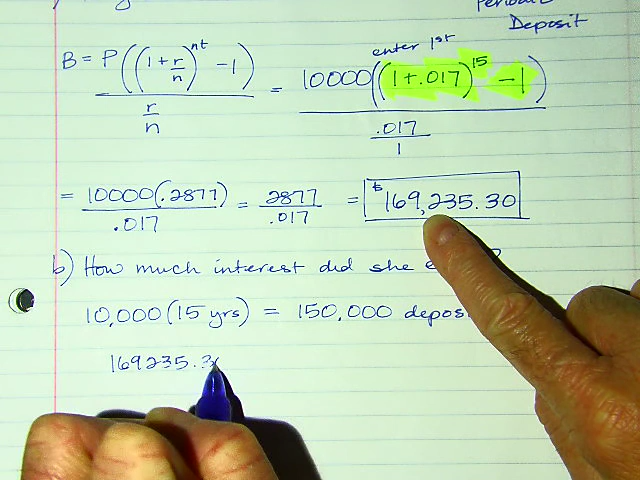 Deposit
enter 1st
B = P((1 + r/n)^nt - 1) / (r/n) = 10000((1 + .017)^15 - 1) / (.017/1)
= 10000(.2877) / .017 = 2877 / .017 = $169,235.30
b) How much interest did she
10,000 (15 yrs) = 150,000 depos
169235.3